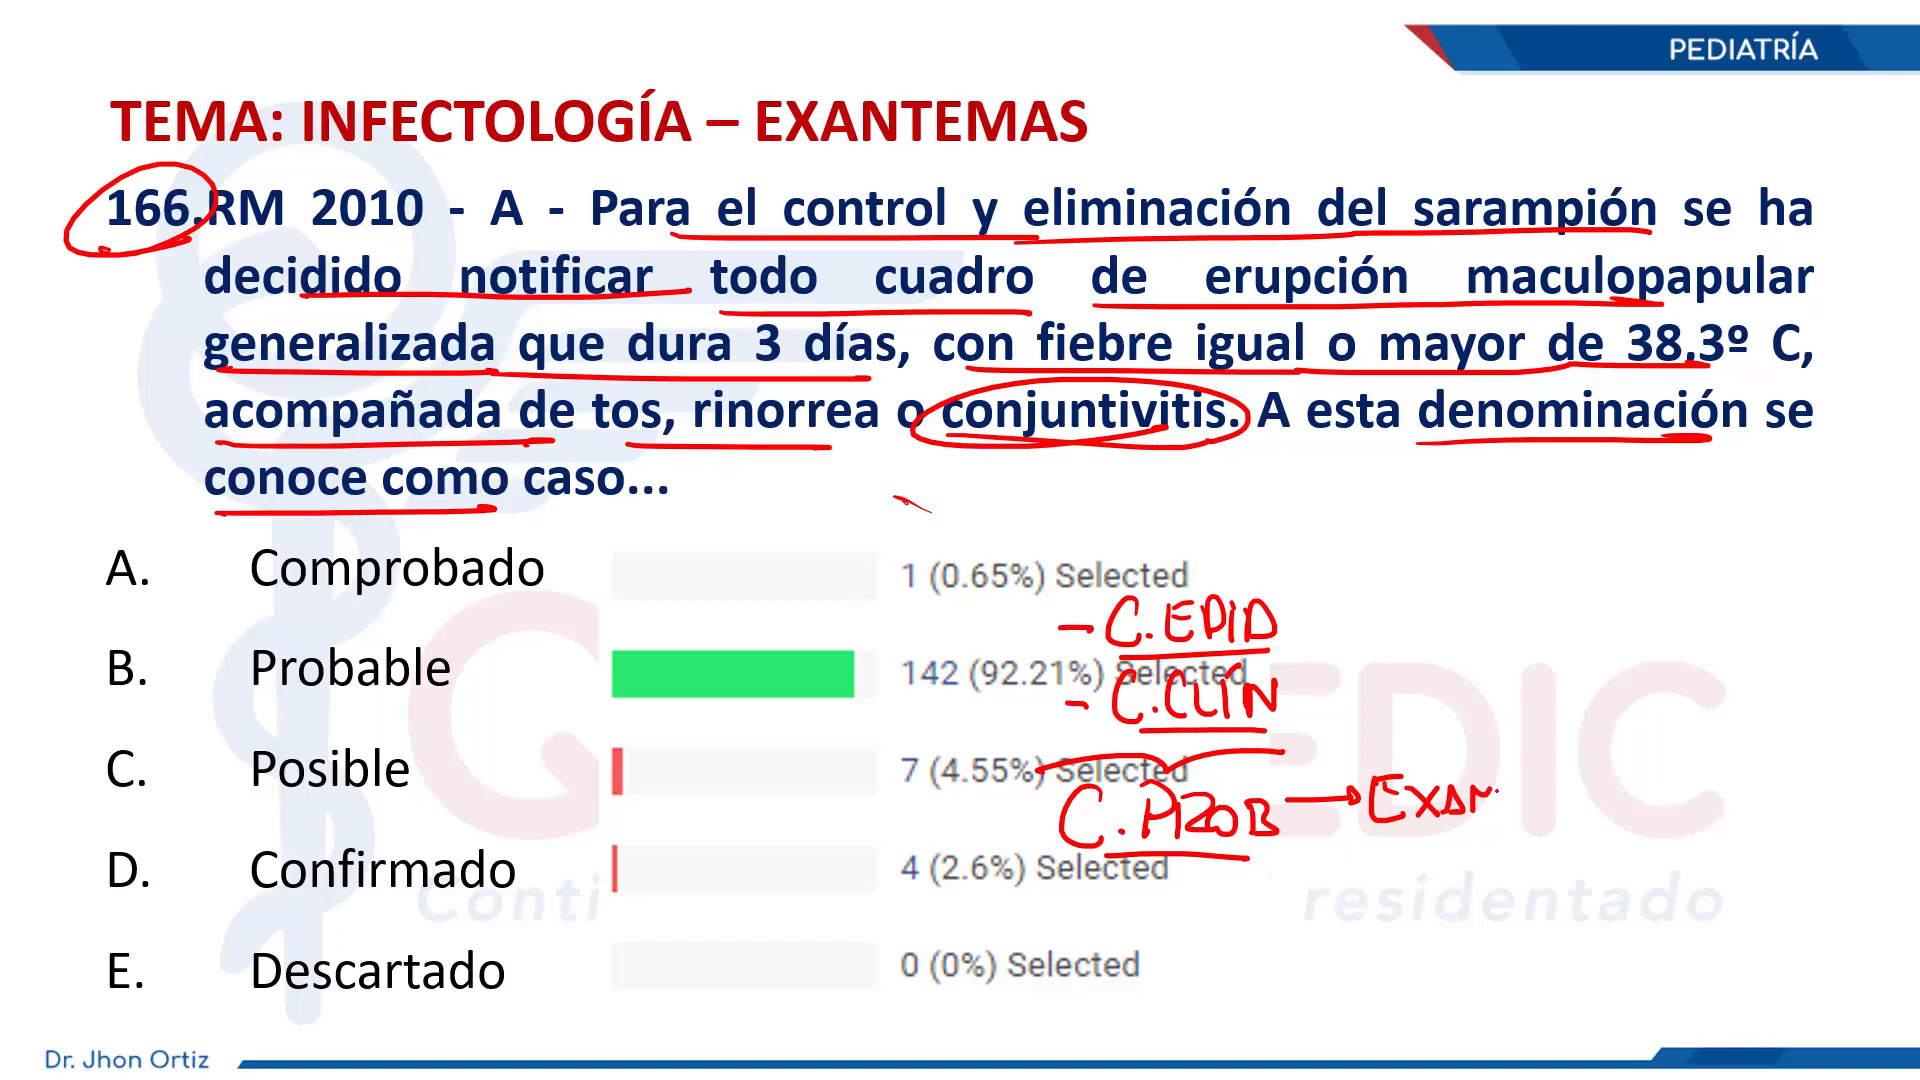 PEDIATRÍA
TEMA: INFECTOLOGÍA – EXANTEMAS
166.RM 2010 - A - Para el control y eliminación del sarampión se ha
decidido notificar todo cuadro de erupción maculopapular
generalizada que dura 3 días, con fiebre igual o mayor de 38.3º C,
acompañada de tos, rinorrea o conjuntivitis. A esta denominación se
conoce como caso...
A. Comprobado 1 (0.65%) Selected
- C.EPID
B. Probable 142 (92.21%) Selected
- C.CLÍN
C. Posible 7 (4.55%) Selected
C.PROB → EXAM
D. Confirmado 4 (2.6%) Selected
Conti residentado
E. Descartado 0 (0%) Selected
EDIC
Dr. Jhon Ortiz